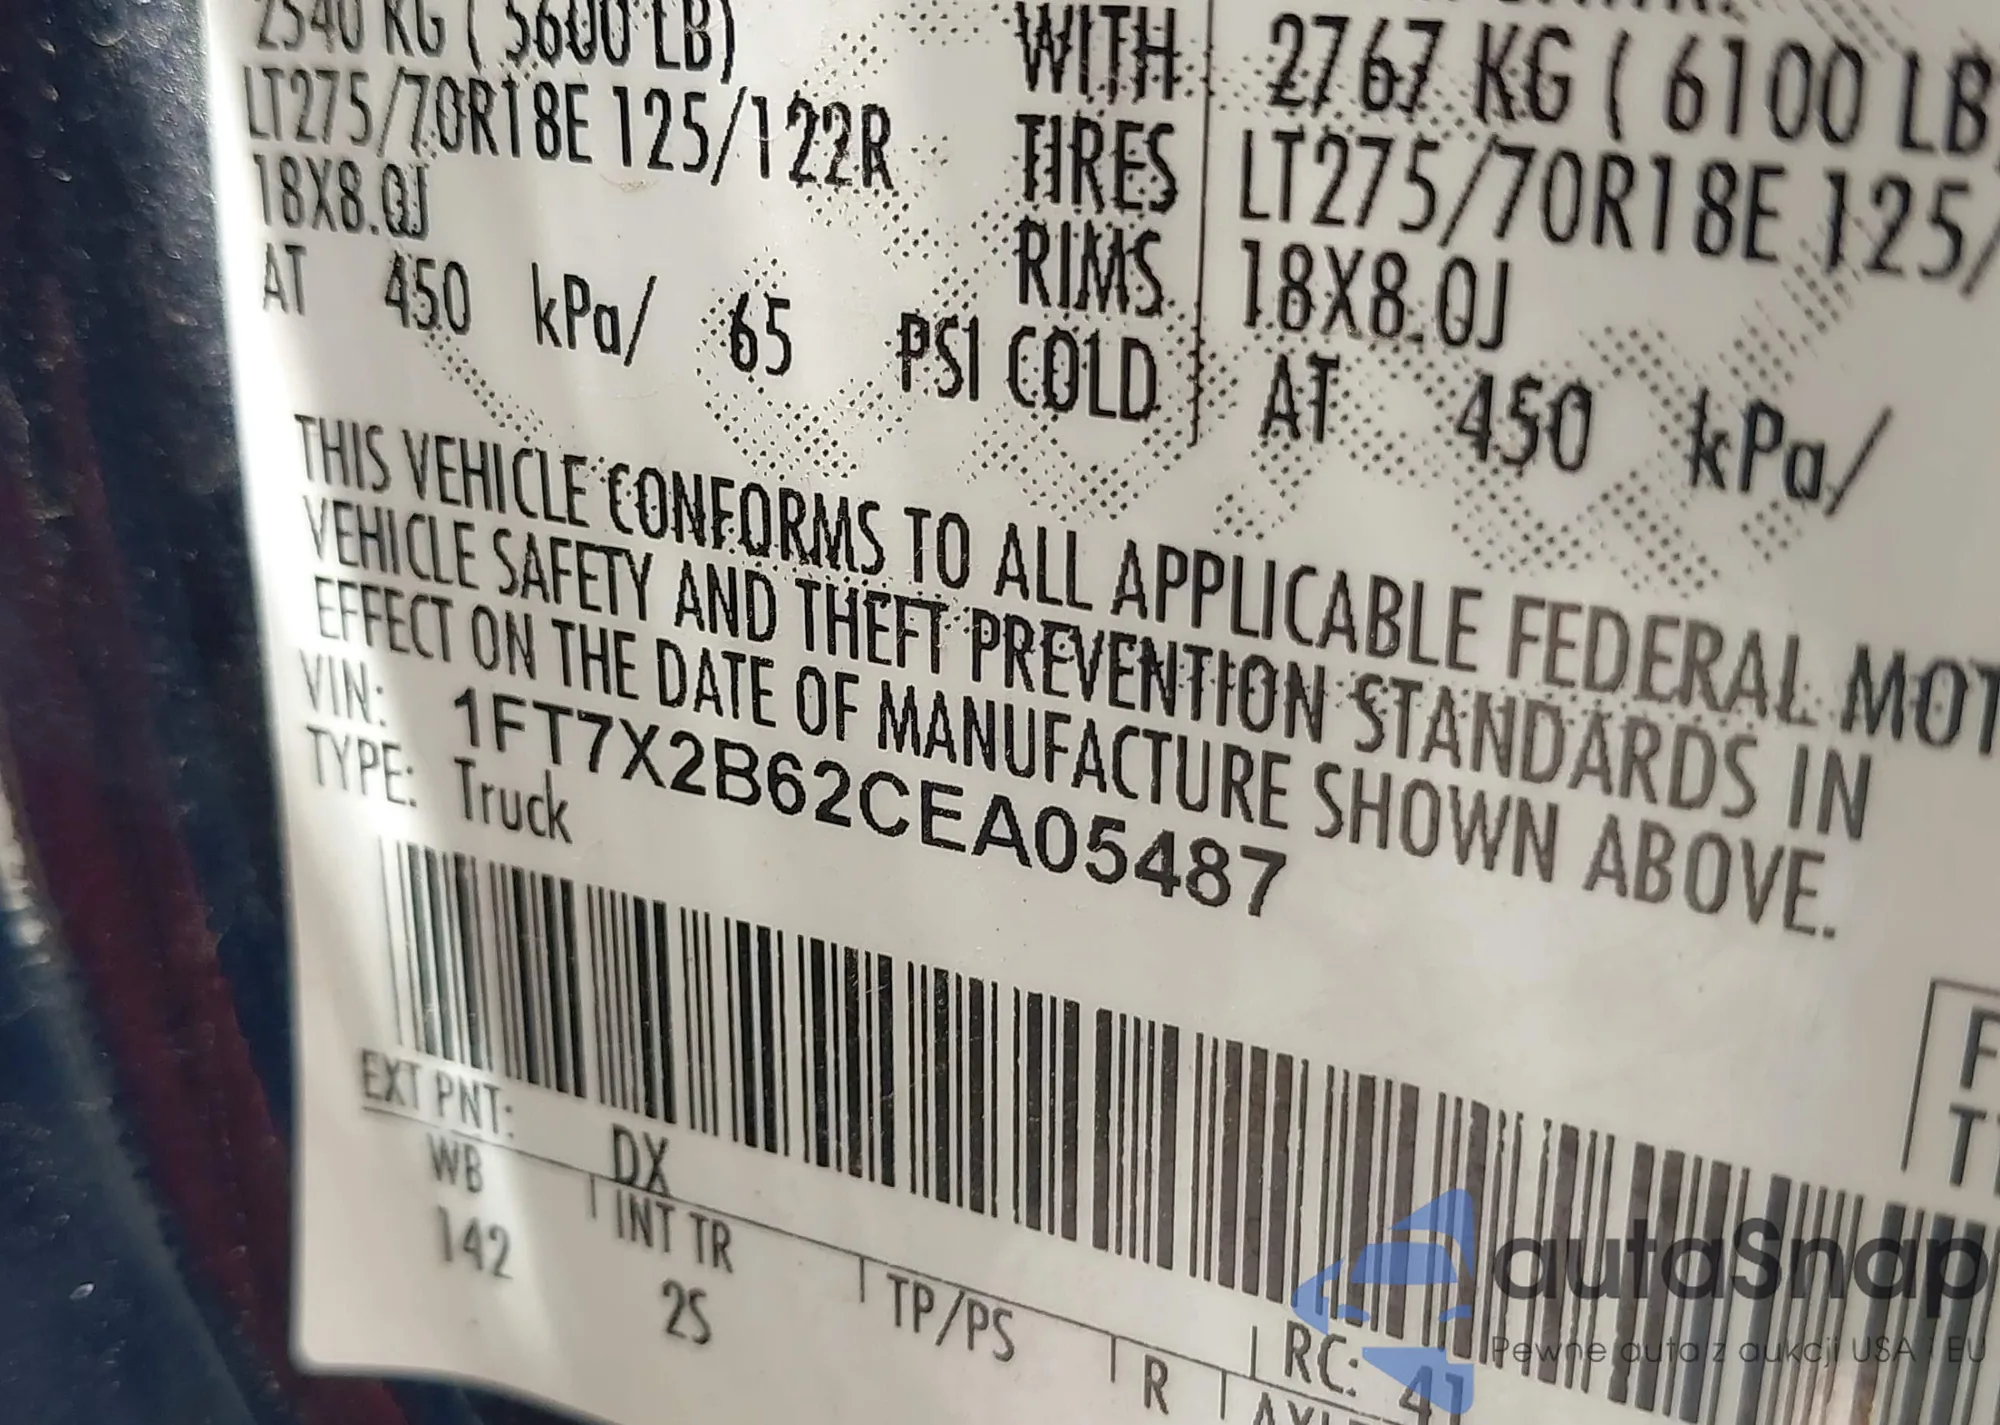 2540 KG ( 5600 LB)
LT275/70R18E 125/122R
18X8.0J
AT 450 kPa/ 65 PSI COLD
WITH
TIRES
RIMS
2767 KG ( 6100 LB
LT275/70R18E 125/
18X8.0J
AT 450 kPa/
THIS VEHICLE CONFORMS TO ALL APPLICABLE FEDERAL MOT
VEHICLE SAFETY AND THEFT PREVENTION STANDARDS IN
EFFECT ON THE DATE OF MANUFACTURE SHOWN ABOVE.
VIN: 1FT7X2B62CEA05487
TYPE: Truck
EXT PNT: DX
RC: 41
WB INT TR TP/PS R
142 2S
autaSnap
Pewne auta z aukcji USA i EU